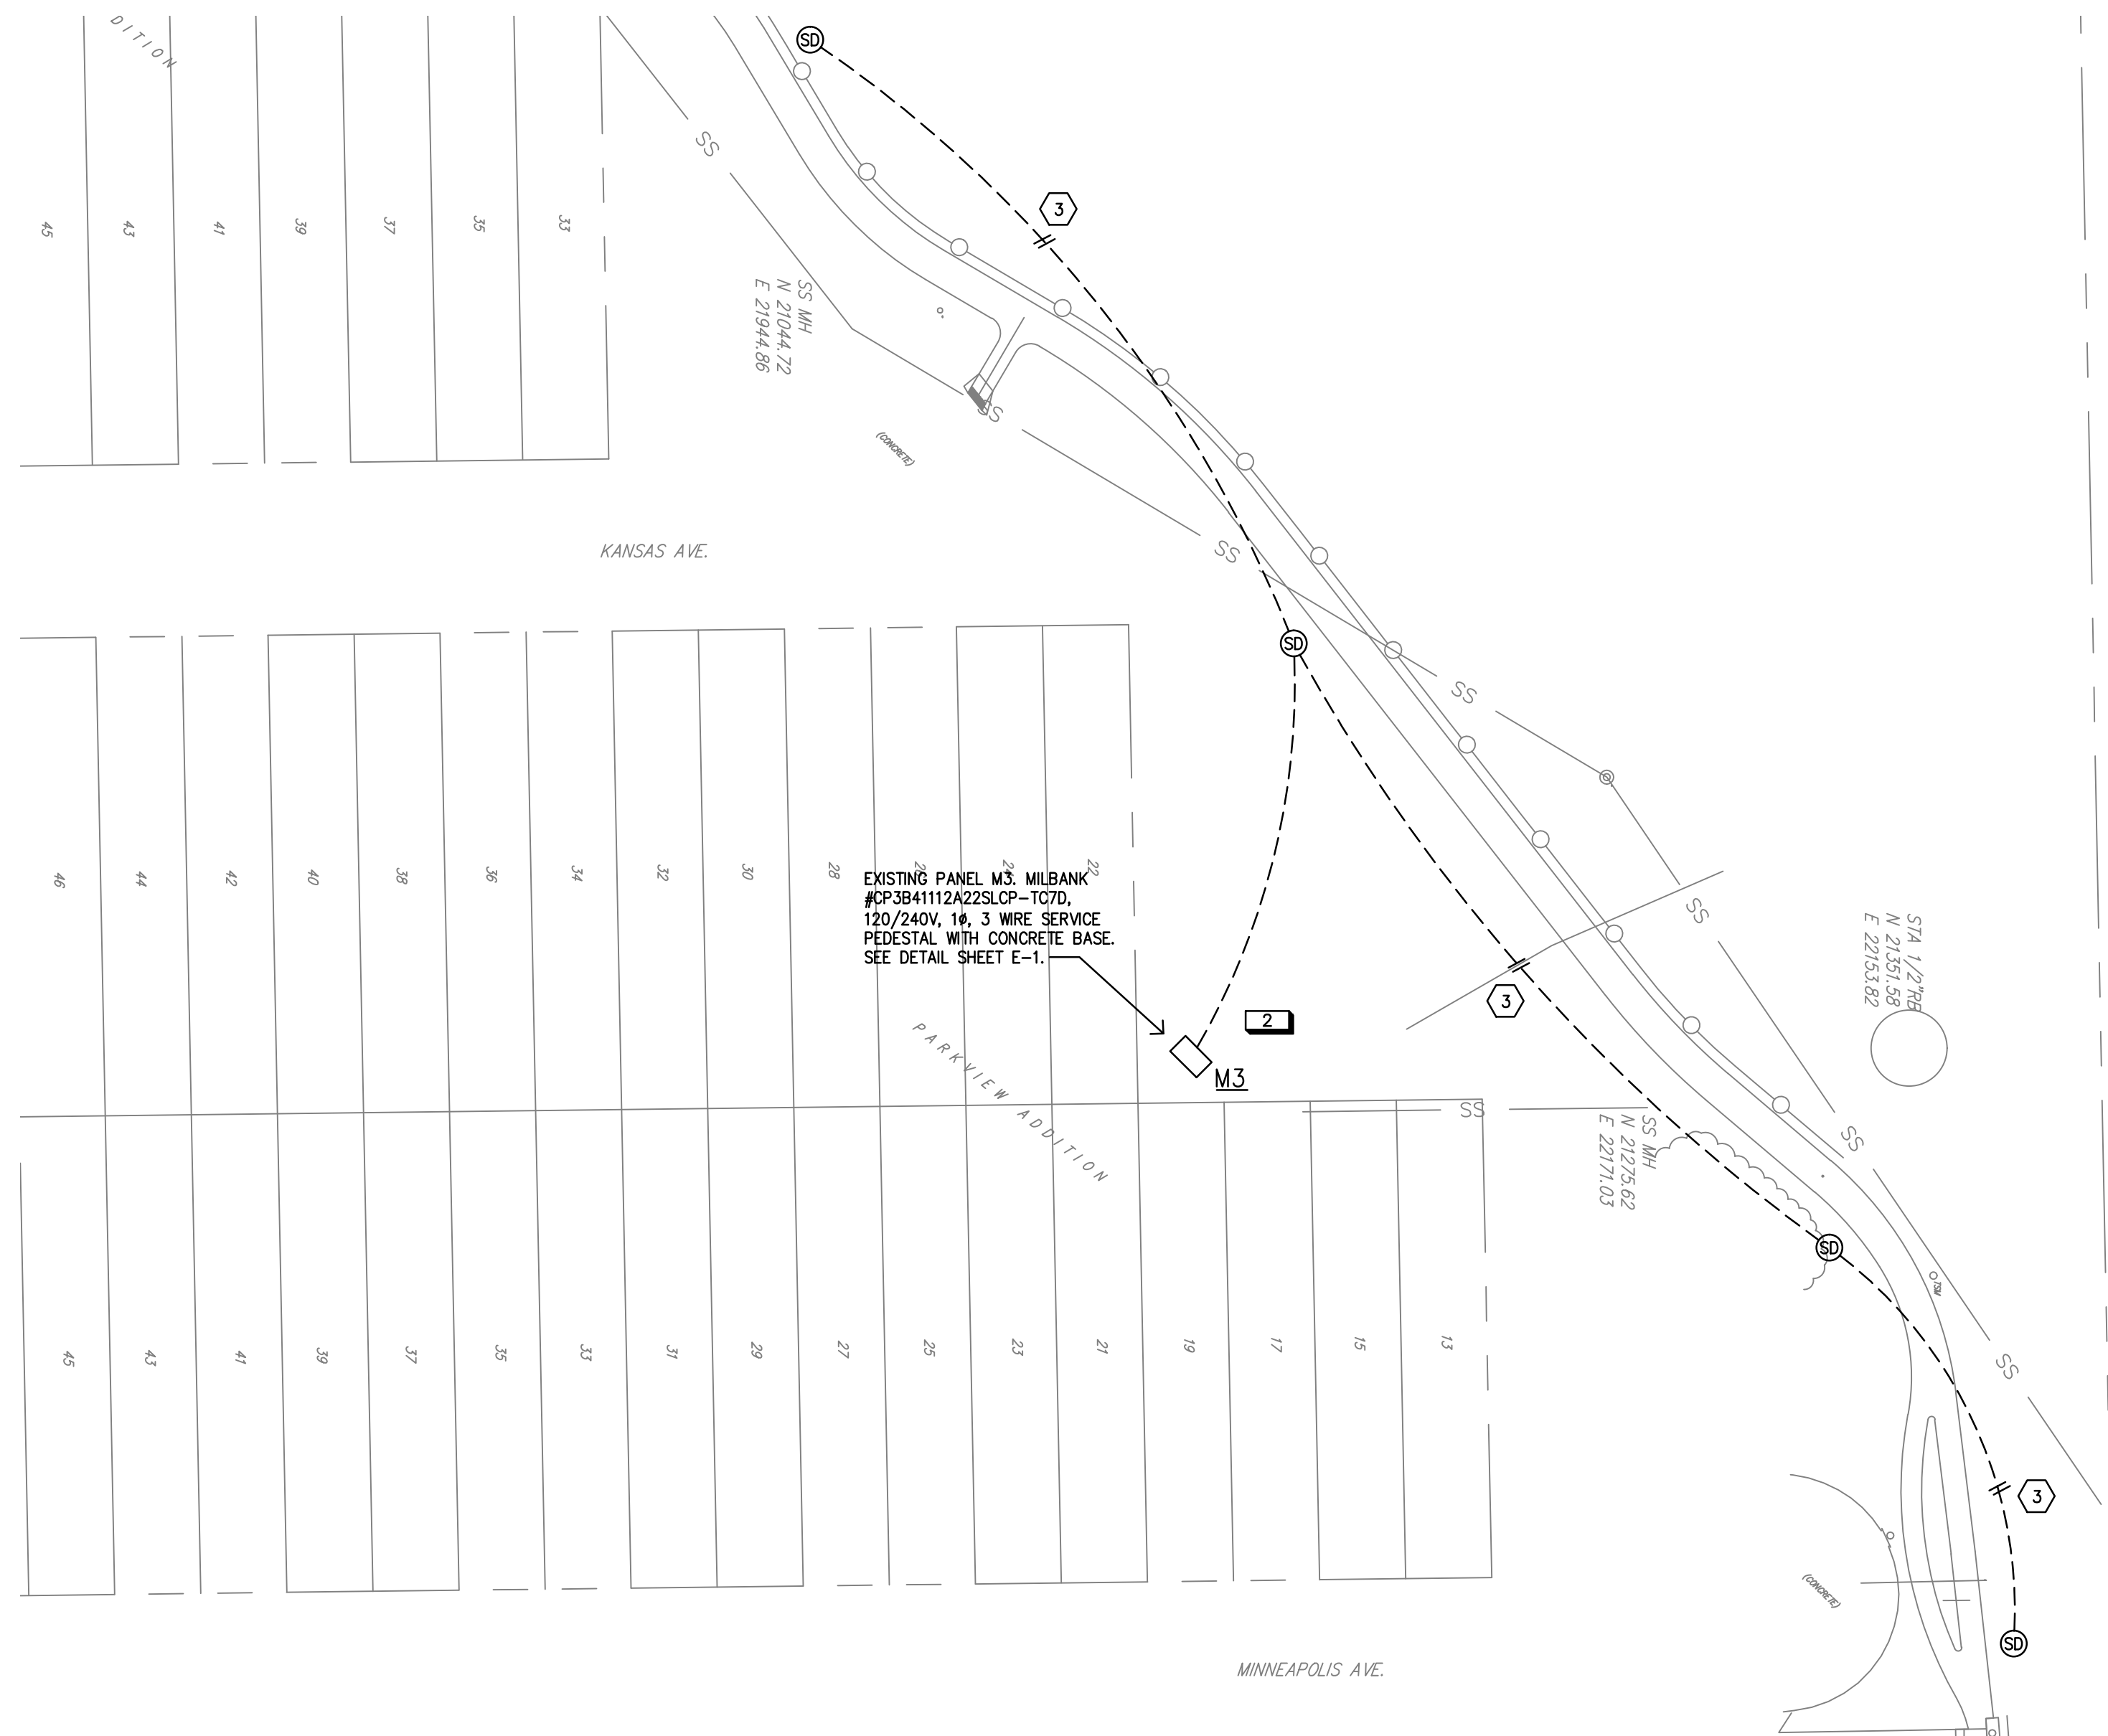 DITION
SD
SS
3
45
43
41
39
37
35
33
SS MH
N 21044.72
E 21944.86
SS
(CONCRETE)
KANSAS AVE.
SS
SD
SS
46
44
42
40
38
36
34
32
30
28
26
24
22
EXISTING PANEL M3. MILBANK
#CP3B41112A22SLCP-TC7D,
120/240V, 1ø, 3 WIRE SERVICE
PEDESTAL WITH CONCRETE BASE.
SEE DETAIL SHEET E-1.
SS
STA 1/2"RB
N 21351.58
E 22153.82
3
2
M3
PARKVIEW ADDITION
SS
SS MH
N 21275.62
E 22171.03
SS
SD
TSM
45
43
41
39
37
35
33
31
29
27
25
23
21
19
17
15
13
SS
3
(CONCRETE)
SD
MINNEAPOLIS AVE.